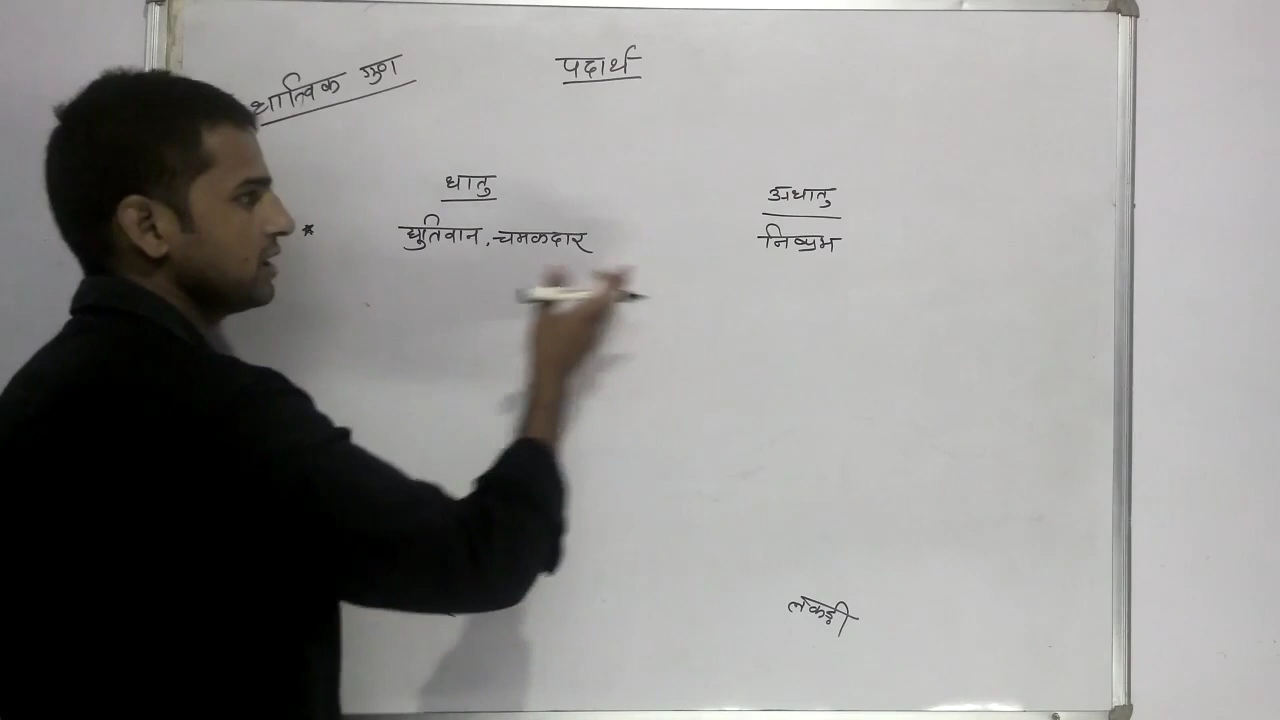 पदार्थ
धात्विक गुण
धातु
अधातु
* द्युतिवान, चमकदार
निष्प्रभ
लकड़ी